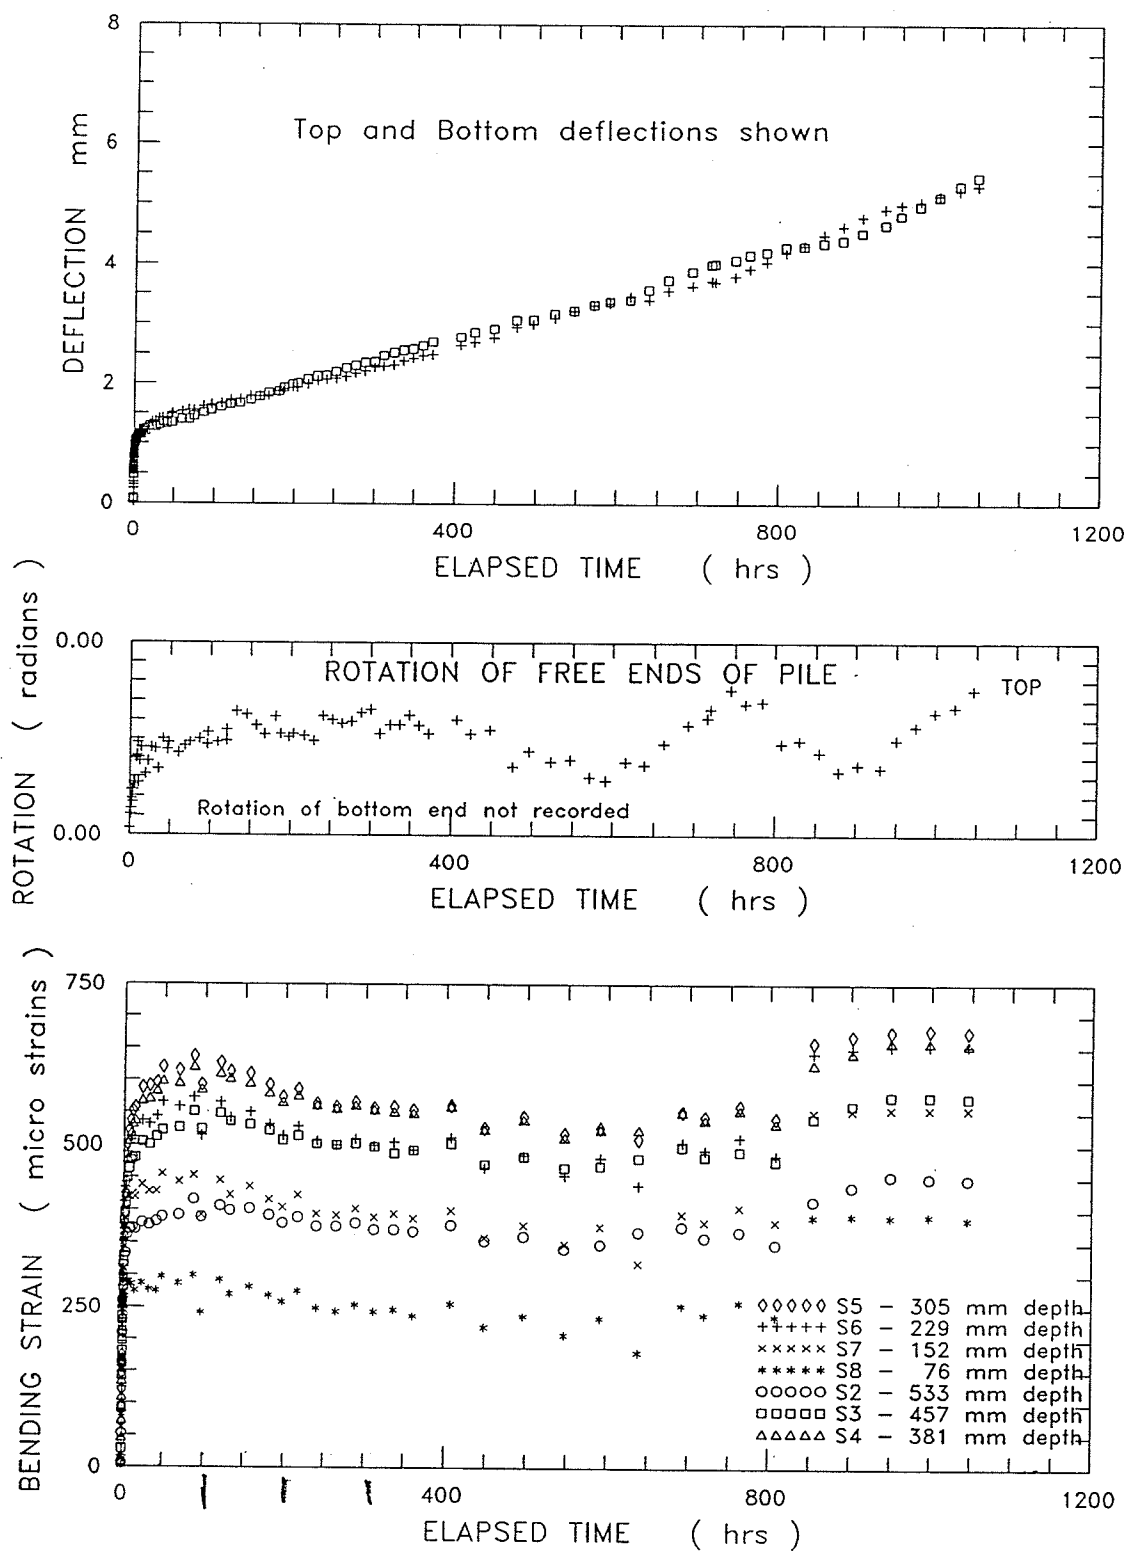 8
6
4
2
0
DEFLECTION mm
Top and Bottom deflections shown
0 400 800 1200
ELAPSED TIME ( hrs )
ROTATION ( radians )
0.00
0.00
ROTATION OF FREE ENDS OF PILE
TOP
Rotation of bottom end not recorded
0 400 800 1200
ELAPSED TIME ( hrs )
BENDING STRAIN ( micro strains )
750
500
250
0
S5 - 305 mm depth
S6 - 229 mm depth
S7 - 152 mm depth
S8 - 76 mm depth
S2 - 533 mm depth
S3 - 457 mm depth
S4 - 381 mm depth
0 400 800 1200
ELAPSED TIME ( hrs )